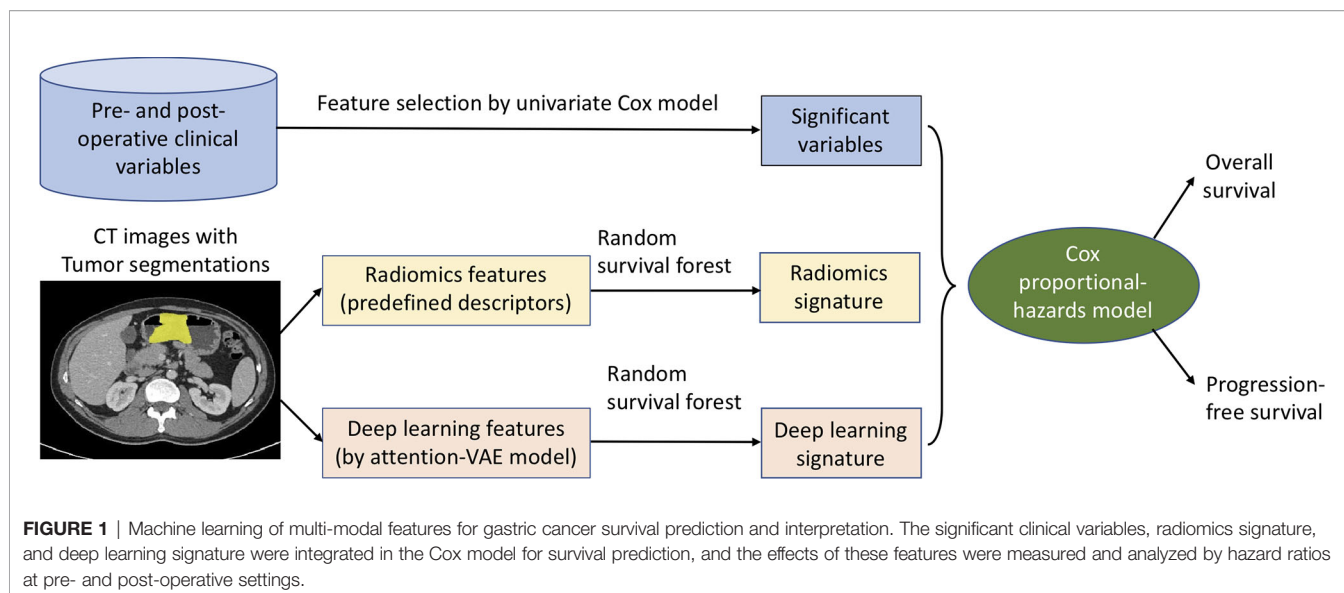 Pre- and post-
operative clinical
variables
Feature selection by univariate Cox model
Significant
variables
CT images with
Tumor segmentations
Radiomics features
(predefined descriptors)
Random
survival forest
Radiomics
signature
Deep learning features
(by attention-VAE model)
Random
survival forest
Deep learning
signature
Cox
proportional-
hazards model
Overall
survival
Progression-
free survival
FIGURE 1 | Machine learning of multi-modal features for gastric cancer survival prediction and interpretation. The significant clinical variables, radiomics signature,
and deep learning signature were integrated in the Cox model for survival prediction, and the effects of these features were measured and analyzed by hazard ratios
at pre- and post-operative settings.